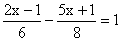 (2x − 1)/6 − (5x + 1)/8 = 1